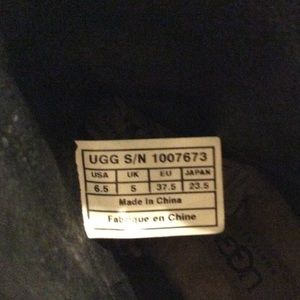 UGG S/N 1007673
USA UK EU JAPAN
6.5 5 37.5 23.5
Made in China
Fabrique en Chine
UGG